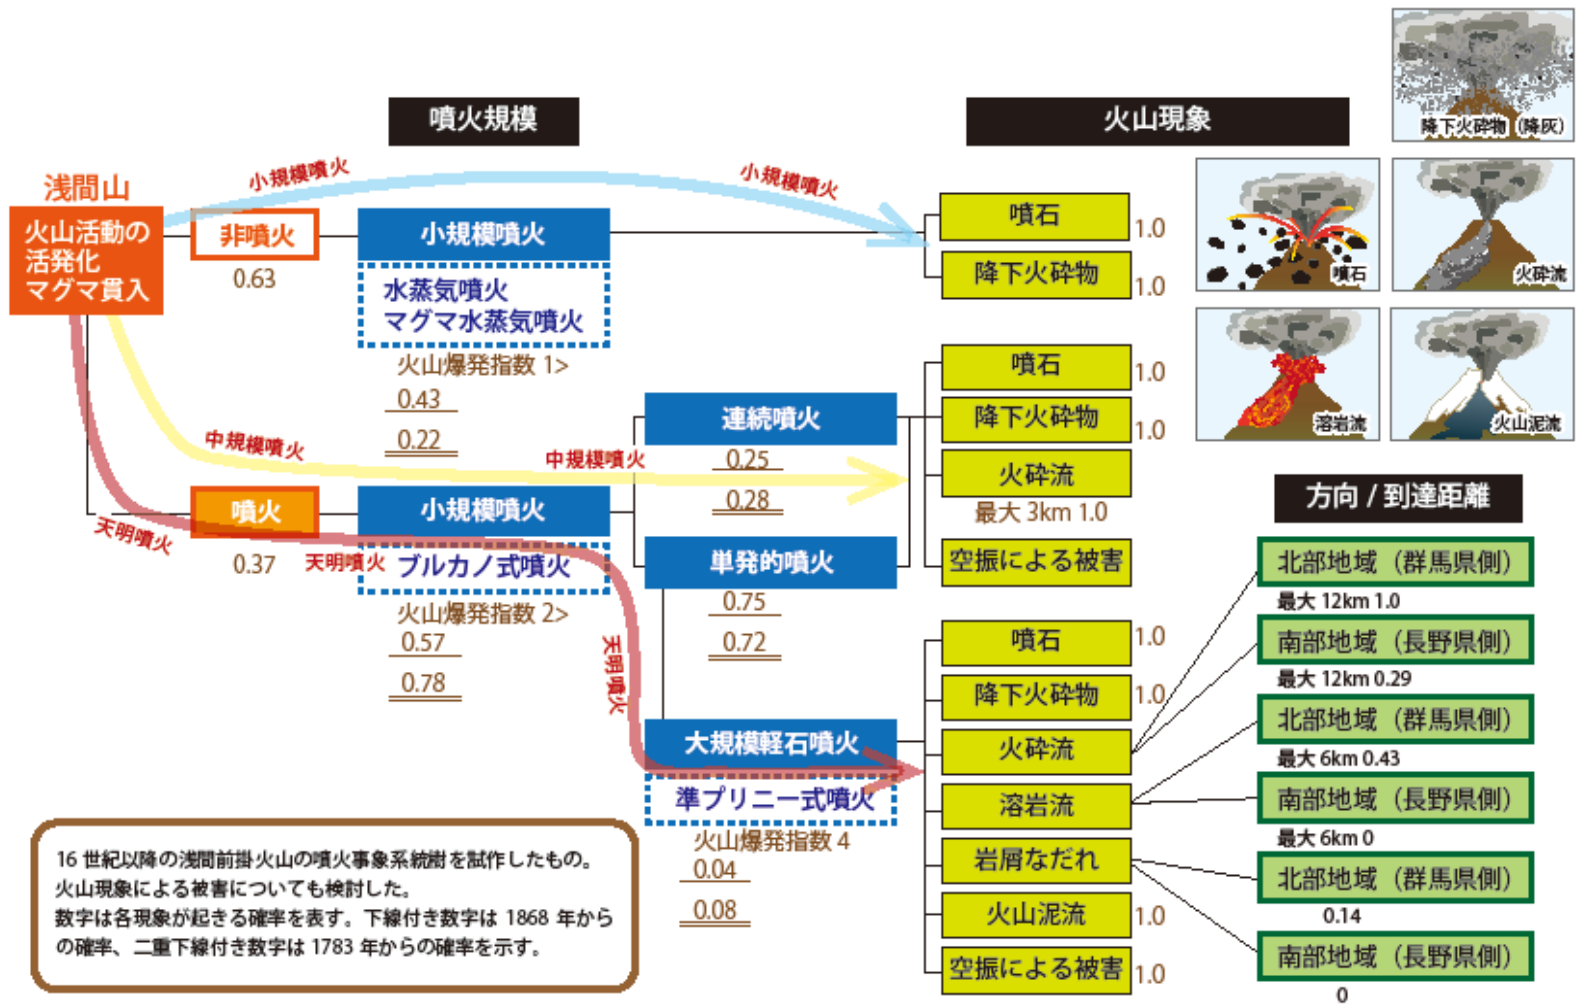 噴火規模
火山現象
降下火砕物（降灰）
噴石
火砕流
溶岩流
火山泥流
浅間山
火山活動の
活発化
マグマ貫入
小規模噴火
小規模噴火
非噴火
0.63
小規模噴火
水蒸気噴火
マグマ水蒸気噴火
火山爆発指数 1>
0.43
0.22
噴石
1.0
降下火砕物
1.0
中規模噴火
中規模噴火
天明噴火
天明噴火
天明噴火
噴火
0.37
小規模噴火
ブルカノ式噴火
火山爆発指数 2>
0.57
0.78
連続噴火
0.25
0.28
単発的噴火
0.75
0.72
大規模軽石噴火
準プリニー式噴火
火山爆発指数 4
0.04
0.08
噴石
1.0
降下火砕物
1.0
火砕流
最大 3km 1.0
空振による被害
噴石
1.0
降下火砕物
1.0
火砕流
溶岩流
岩屑なだれ
火山泥流
1.0
空振による被害
1.0
方向 / 到達距離
北部地域（群馬県側）
最大 12km 1.0
南部地域（長野県側）
最大 12km 0.29
北部地域（群馬県側）
最大 6km 0.43
南部地域（長野県側）
最大 6km 0
北部地域（群馬県側）
0.14
南部地域（長野県側）
0
16 世紀以降の浅間前掛火山の噴火事象系統樹を試作したもの。
火山現象による被害についても検討した。
数字は各現象が起きる確率を表す。下線付き数字は 1868 年から
の確率、二重下線付き数字は 1783 年からの確率を示す。